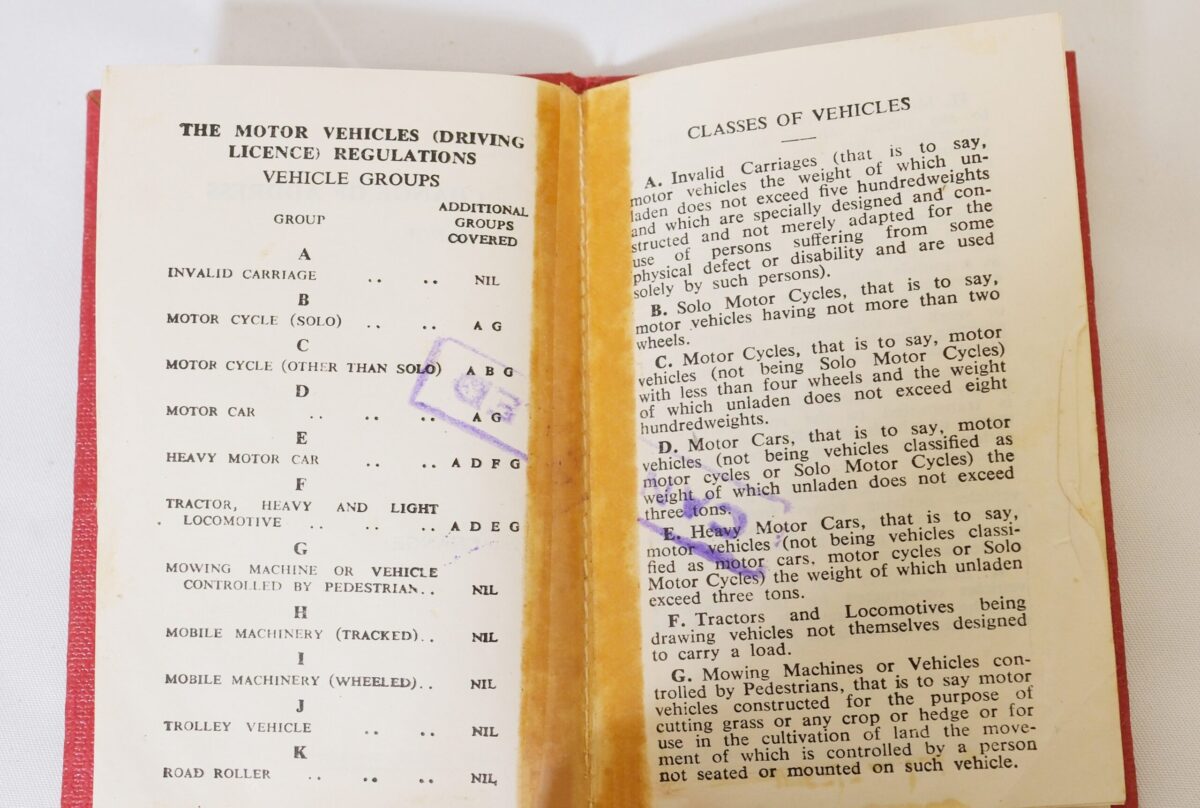 THE MOTOR VEHICLES (DRIVING
LICENCE) REGULATIONS
VEHICLE GROUPS
GROUP
ADDITIONAL
GROUPS
COVERED
A
INVALID CARRIAGE .. .. NIL
B
MOTOR CYCLE (SOLO) .. .. A G
C
MOTOR CYCLE (OTHER THAN SOLO) A B G
D
MOTOR CAR .. .. .. A G
E
HEAVY MOTOR CAR .. .. A D F G
F
TRACTOR, HEAVY AND LIGHT
LOCOMOTIVE .. .. .. A D E G
G
MOWING MACHINE OR VEHICLE
CONTROLLED BY PEDESTRIAN.. NIL
H
MOBILE MACHINERY (TRACKED).. NIL
I
MOBILE MACHINERY (WHEELED).. NIL
J
TROLLEY VEHICLE .. .. NIL
K
ROAD ROLLER .. .. .. NIL
CLASSES OF VEHICLES
A. Invalid Carriages (that is to say,
motor vehicles the weight of which un-
laden does not exceed five hundredweights
and which are specially designed and con-
structed and not merely adapted for the
use of persons suffering from some
physical defect or disability and are used
solely by such persons).
B. Solo Motor Cycles, that is to say,
motor vehicles having not more than two
wheels.
C. Motor Cycles, that is to say, motor
vehicles (not being Solo Motor Cycles)
with less than four wheels and the weight
of which unladen does not exceed eight
hundredweights.
D. Motor Cars, that is to say, motor
vehicles (not being vehicles classified as
motor cycles or Solo Motor Cycles) the
weight of which unladen does not exceed
three tons.
E. Heavy Motor Cars, that is to say,
motor vehicles (not being vehicles classi-
fied as motor cars, motor cycles or Solo
Motor Cycles) the weight of which unladen
exceed three tons.
F. Tractors and Locomotives being
drawing vehicles not themselves designed
to carry a load.
G. Mowing Machines or Vehicles con-
trolled by Pedestrians, that is to say motor
vehicles constructed for the purpose of
cutting grass or any crop or hedge or for
use in the cultivation of land the move-
ment of which is controlled by a person
not seated or mounted on such vehicle.